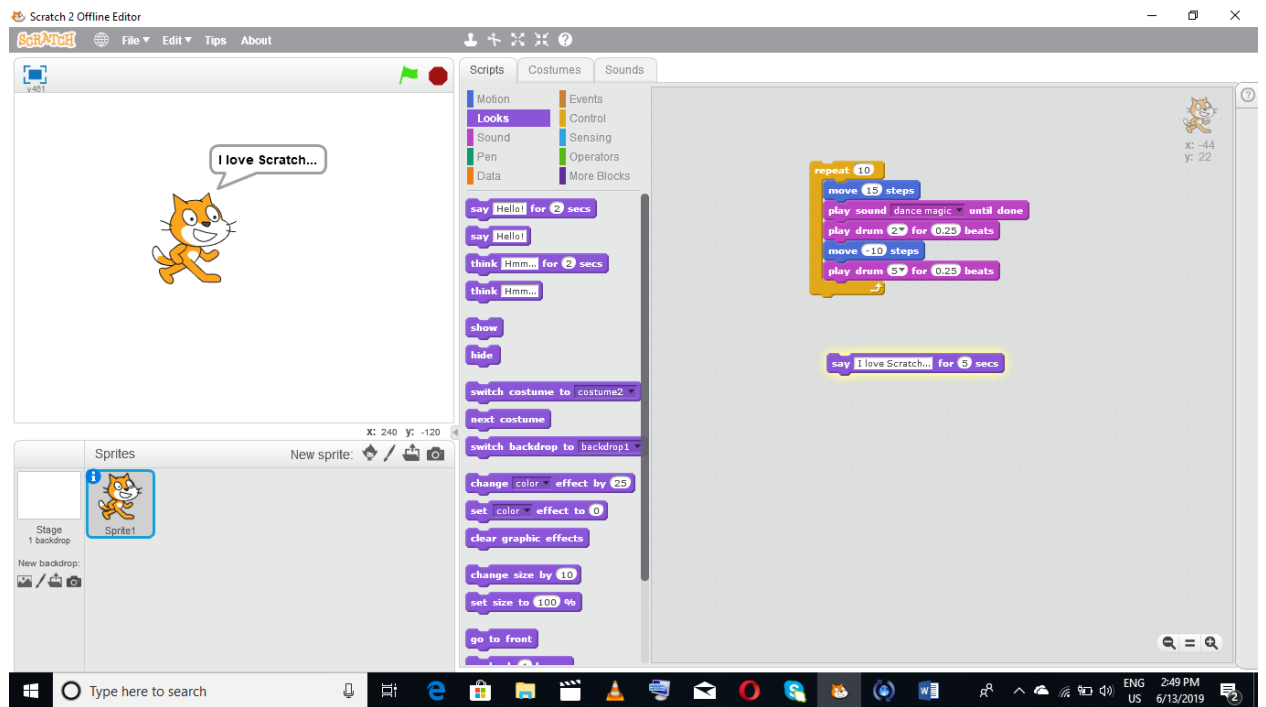 Scratch 2 Offline Editor
SCRATCH File Edit Tips About
v461
I love Scratch...
x: 240 y: -120
Sprites New sprite:
Stage
1 backdrop
New backdrop:
Sprite1
Scripts Costumes Sounds
Motion Events
Looks Control
Sound Sensing
Pen Operators
Data More Blocks
say Hello! for 2 secs
say Hello!
think Hmm... for 2 secs
think Hmm...
show
hide
switch costume to costume2
next costume
switch backdrop to backdrop1
change color effect by 25
set color effect to 0
clear graphic effects
change size by 10
set size to 100 %
go to front
repeat 10
move 15 steps
play sound dance magic until done
play drum 2 for 0.25 beats
move -10 steps
play drum 5 for 0.25 beats
say I love Scratch... for 5 secs
x: -44
y: 22
Type here to search
ENG
US
2:49 PM
6/13/2019
2